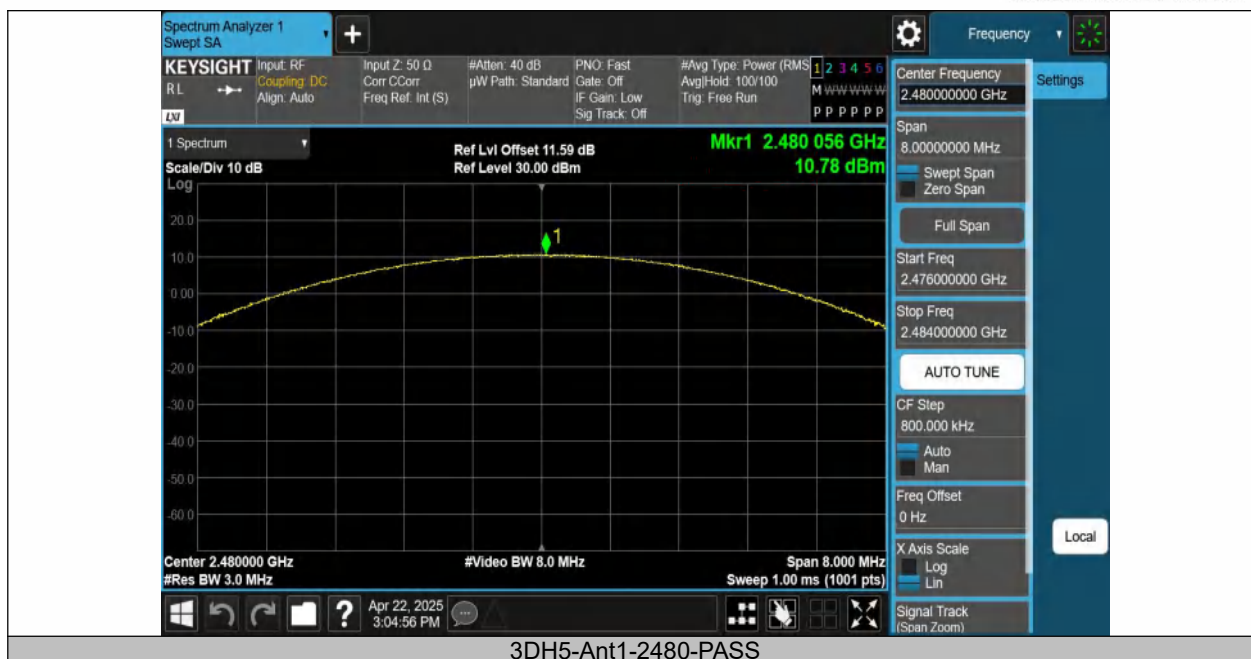 Spectrum Analyzer 1
Swept SA
Frequency
KEYSIGHT
RL
LXI
Input: RF
Coupling: DC
Align: Auto
Input Z: 50 Ω
Corr CCorr
Freq Ref: Int (S)
#Atten: 40 dB
µW Path: Standard
PNO: Fast
Gate: Off
IF Gain: Low
Sig Track: Off
#Avg Type: Power (RMS
Avg|Hold: 100/100
Trig: Free Run
1 2 3 4 5 6
M W W W W W
P P P P P P
1 Spectrum
Scale/Div 10 dB
Ref Lvl Offset 11.59 dB
Ref Level 30.00 dBm
Mkr1 2.480 056 GHz
10.78 dBm
Log
20.0
10.0
0.00
-10.0
-20.0
-30.0
-40.0
-50.0
-60.0
1
Center 2.480000 GHz
#Res BW 3.0 MHz
#Video BW 8.0 MHz
Span 8.000 MHz
Sweep 1.00 ms (1001 pts)
Center Frequency
2.480000000 GHz
Settings
Span
8.00000000 MHz
Swept Span
Zero Span
Full Span
Start Freq
2.476000000 GHz
Stop Freq
2.484000000 GHz
AUTO TUNE
CF Step
800.000 kHz
Auto
Man
Freq Offset
0 Hz
Local
X Axis Scale
Log
Lin
Signal Track
(Span Zoom)
?
Apr 22, 2025
3:04:56 PM
3DH5-Ant1-2480-PASS